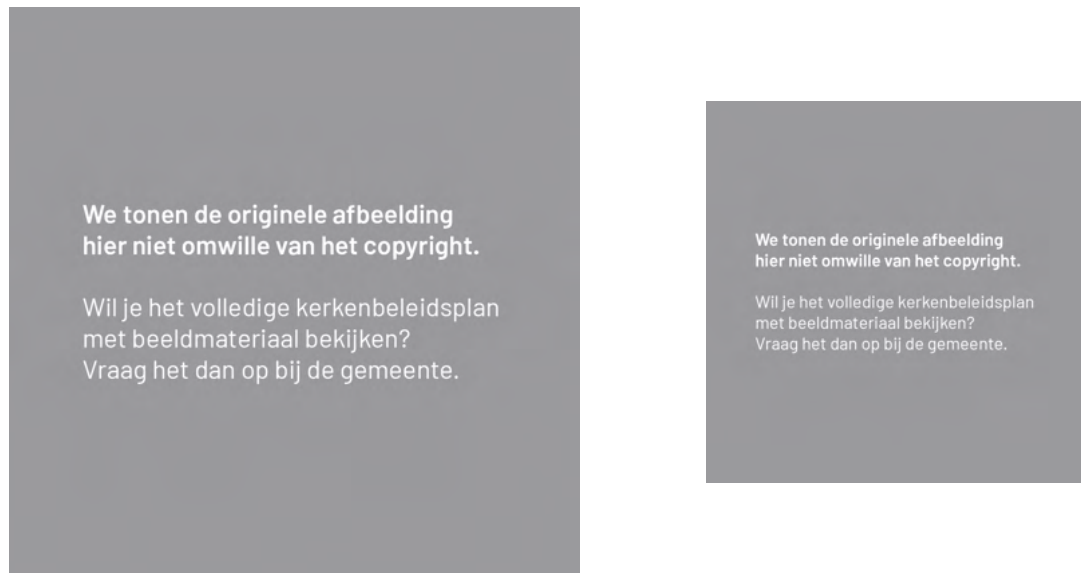 We tonen de originele afbeelding
hier niet omwille van het copyright.
Wil je het volledige kerkenbeleidsplan
met beeldmateriaal bekijken?
Vraag het dan op bij de gemeente.
We tonen de originele afbeelding
hier niet omwille van het copyright.
Wil je het volledige kerkenbeleidsplan
met beeldmateriaal bekijken?
Vraag het dan op bij de gemeente.